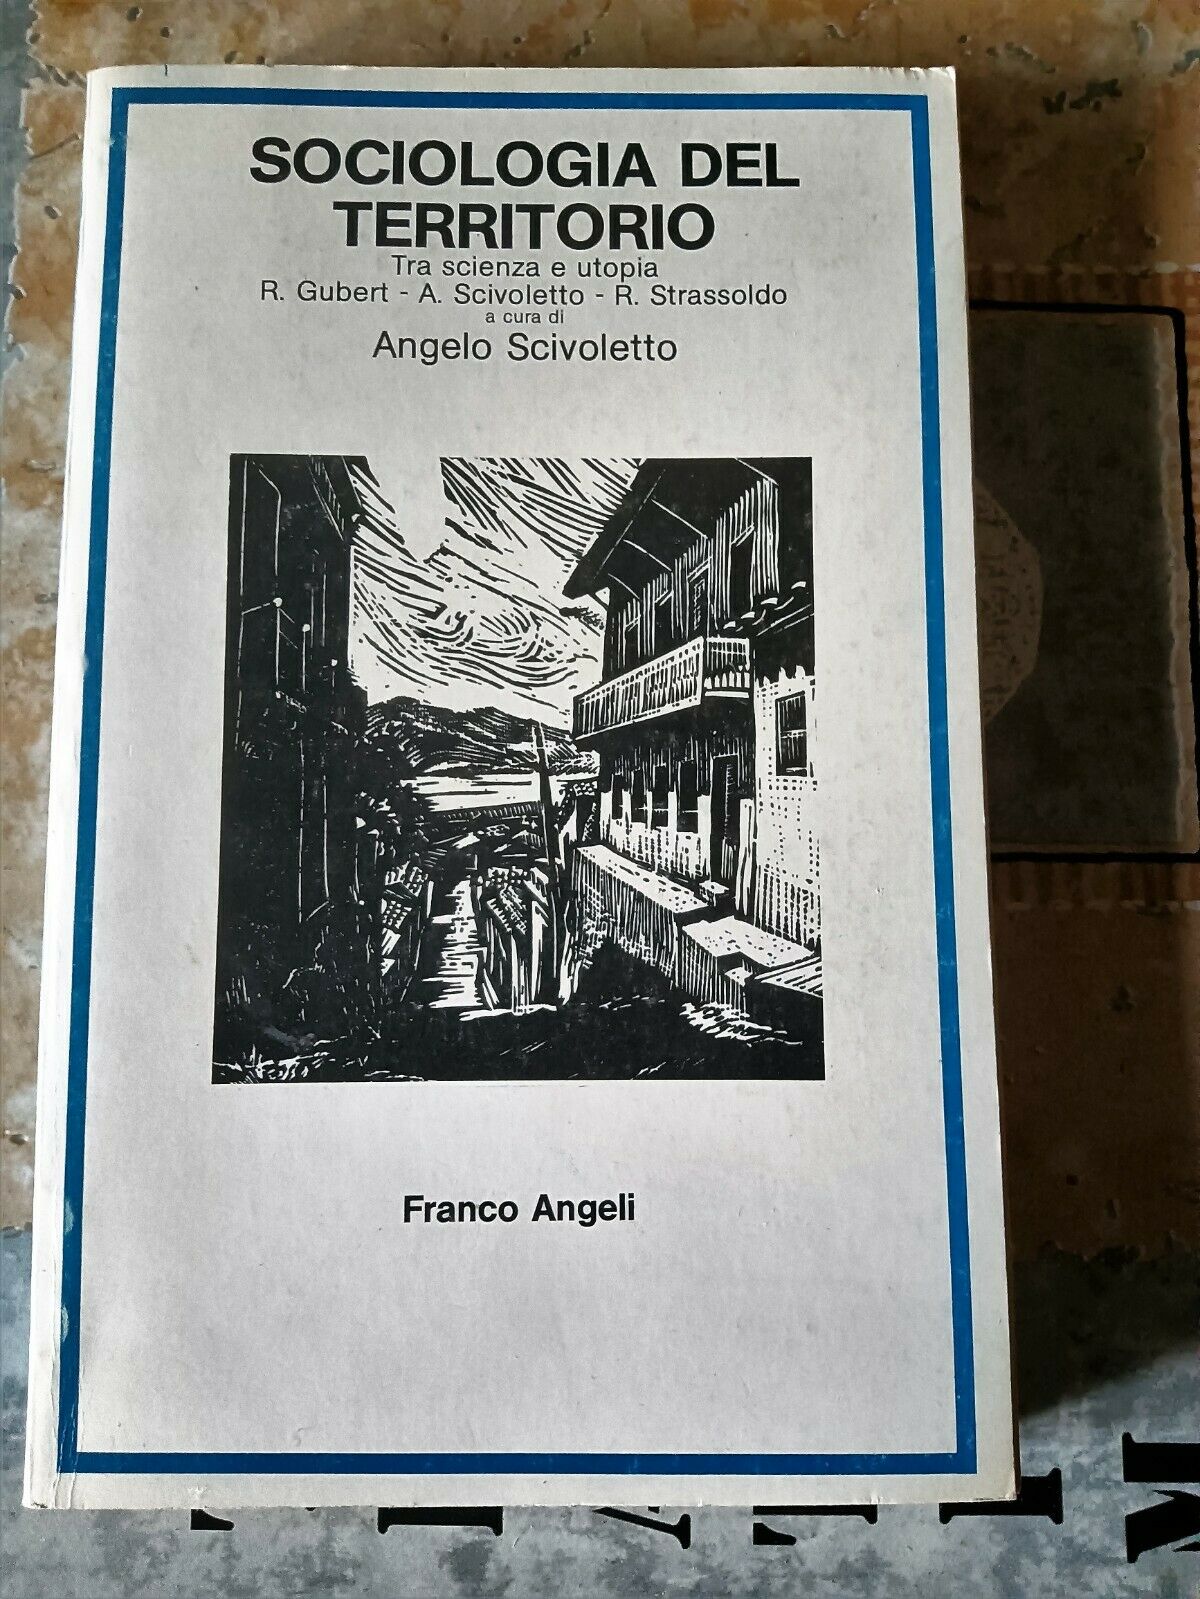 SOCIOLOGIA DEL
TERRITORIO
Tra scienza e utopia
R. Gubert - A. Scivoletto - R. Strassoldo
a cura di
Angelo Scivoletto
Franco Angeli